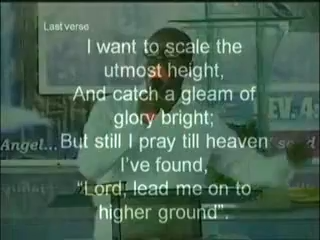 Last verse
I want to scale the
utmost height,
And catch a gleam of
glory bright;
EV. A
But still I pray till heaven
Angel...
I've found,
"Lord, lead me on to
higher ground".